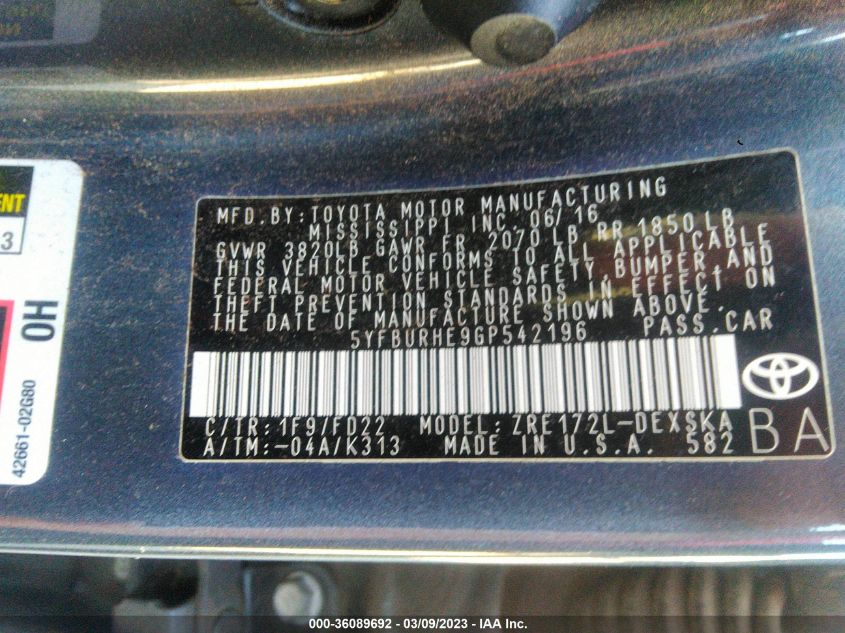 MFD.BY:TOYOTA MOTOR MANUFACTURING
MISSISSIPPI INC. 06/16
GVWR 3820LB GAWR FR 2070 LB RR 1850 LB
THIS VEHICLE CONFORMS TO ALL APPLICABLE
FEDERAL MOTOR VEHICLE SAFETY, BUMPER, AND
THEFT PREVENTION STANDARDS IN EFFECT ON
THE DATE OF MANUFACTURE SHOWN ABOVE.
5YFBURHE9GP542196 PASS.CAR
C/TR: 1F9/FD22 MODEL: ZRE172L-DEXSKA
A/TM:-04A/K313 MADE IN U.S.A. 582
BA
ENT
3
OH
42661-02G80
000-36089692 / 03/09/2023 - IAA Inc.